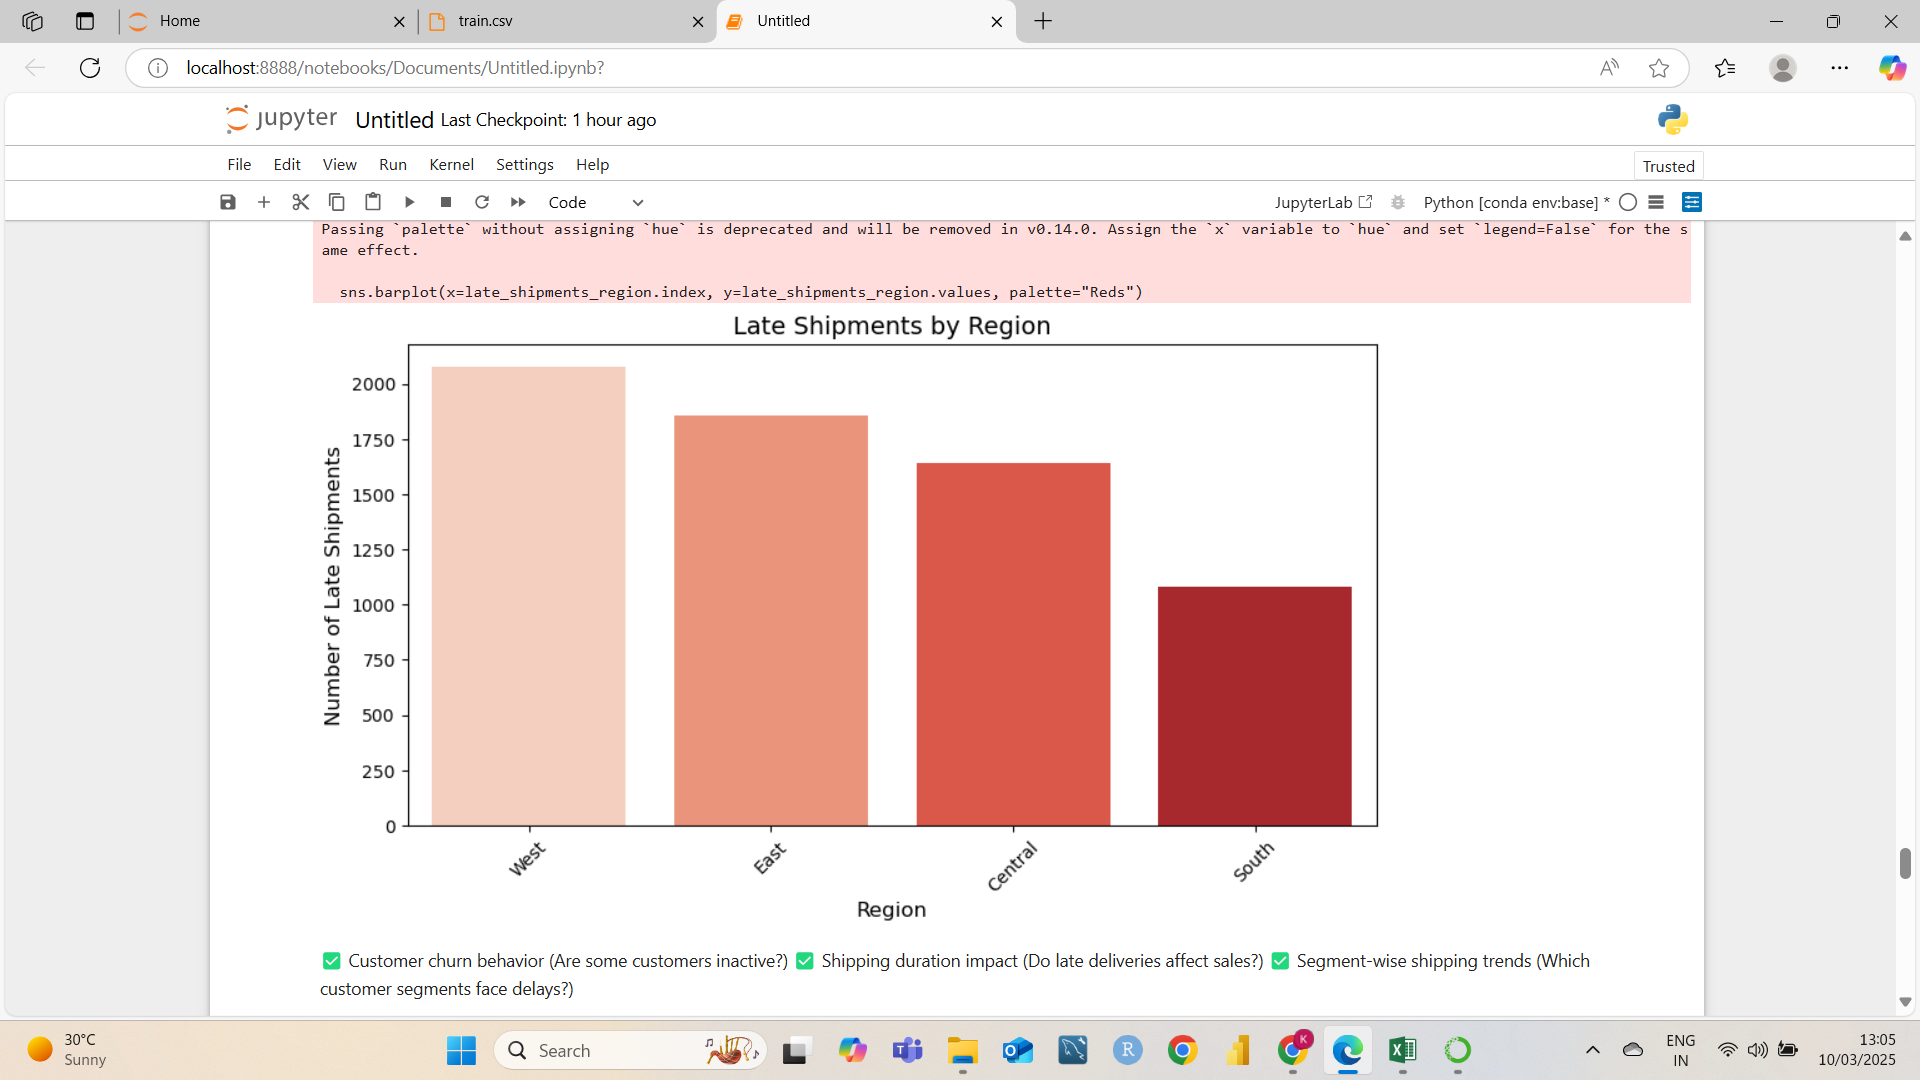 Home
train.csv
Untitled
localhost:8888/notebooks/Documents/Untitled.ipynb?
jupyter Untitled Last Checkpoint: 1 hour ago
File Edit View Run Kernel Settings Help
Trusted
Code
JupyterLab
Python [conda env:base] *
Passing `palette` without assigning `hue` is deprecated and will be removed in v0.14.0. Assign the `x` variable to `hue` and set `legend=False` for the s
ame effect.
sns.barplot(x=late_shipments_region.index, y=late_shipments_region.values, palette="Reds")
Late Shipments by Region
Number of Late Shipments
2000
1750
1500
1250
1000
750
500
250
0
West
East
Central
South
Region
✅ Customer churn behavior (Are some customers inactive?) ✅ Shipping duration impact (Do late deliveries affect sales?) ✅ Segment-wise shipping trends (Which
customer segments face delays?)
30°C
Sunny
Search
T
R
K
ENG
IN
13:05
10/03/2025